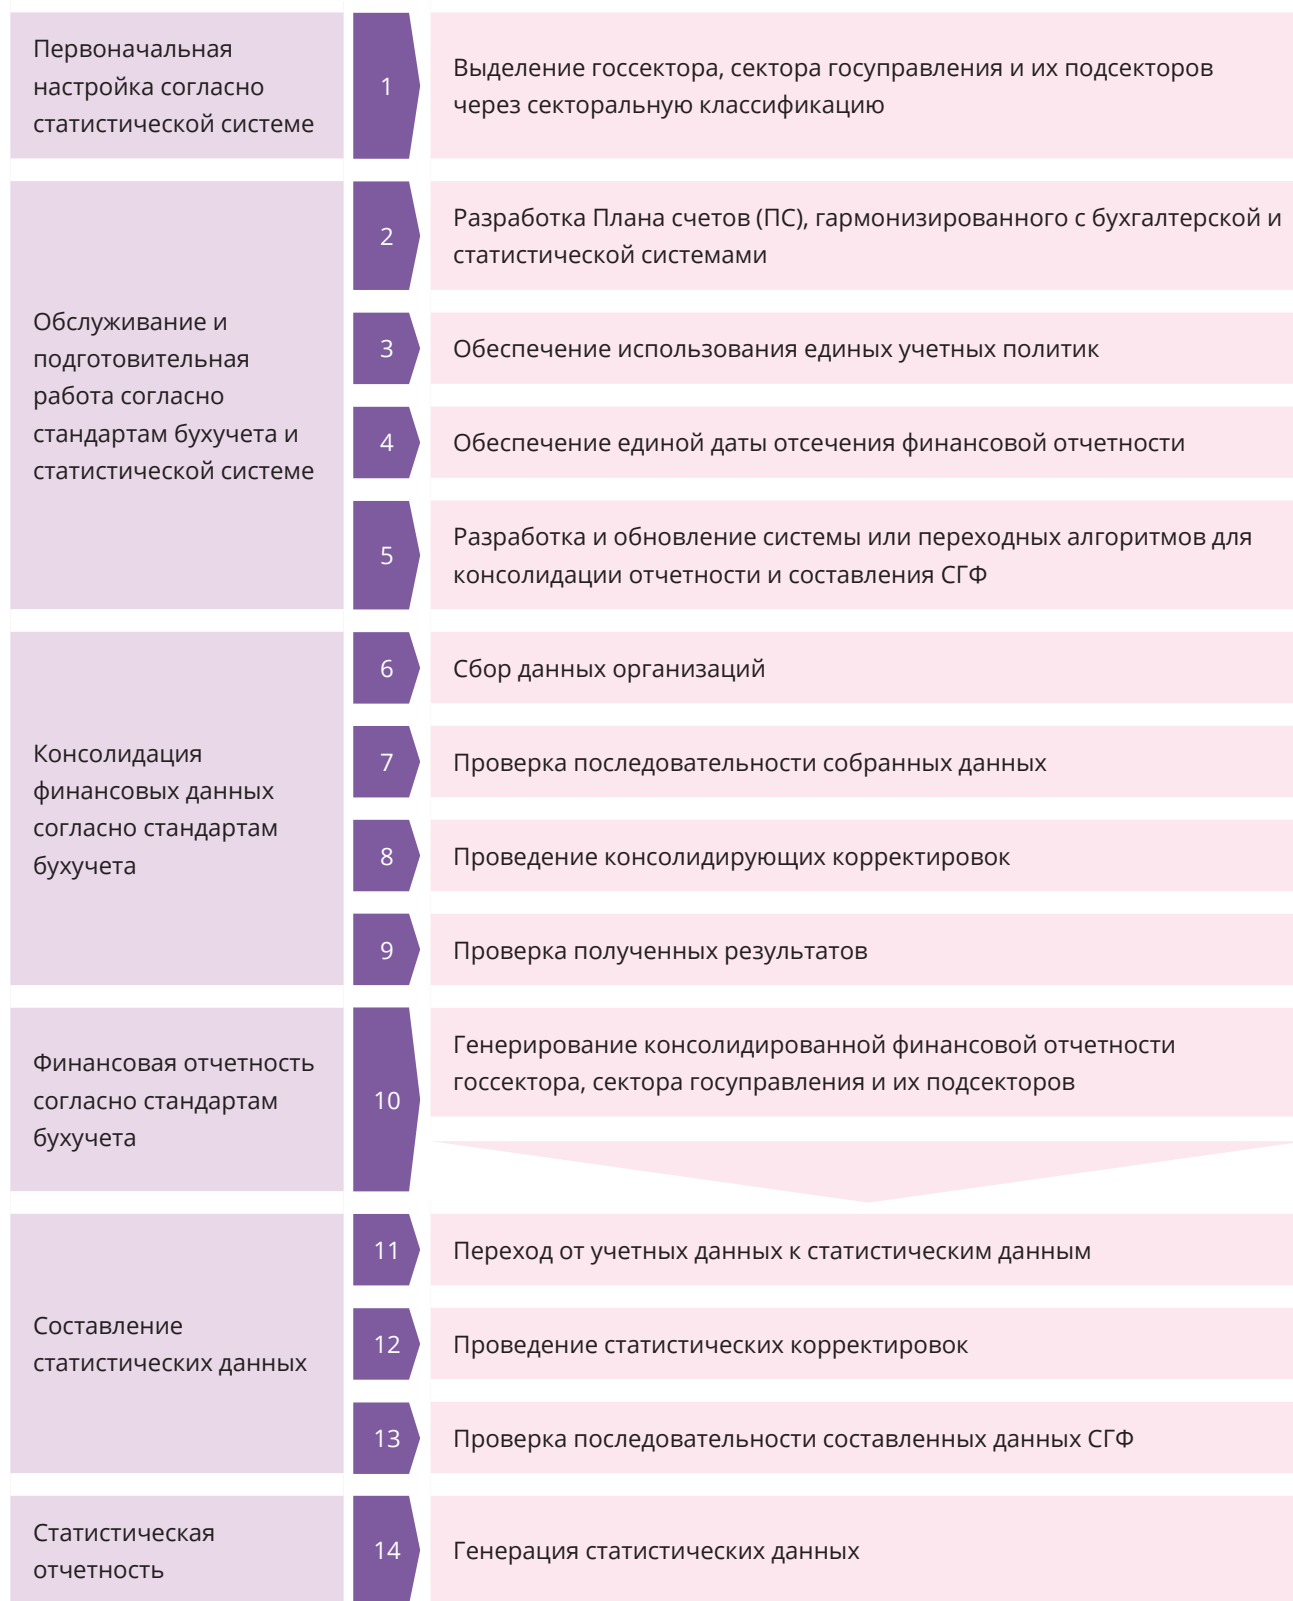 Первоначальная
настройка согласно
статистической системе
1
Выделение госсектора, сектора госуправления и их подсекторов
через секторальную классификацию
Обслуживание и
подготовительная
работа согласно
стандартам бухучета и
статистической системе
2
Разработка Плана счетов (ПС), гармонизированного с бухгалтерской и
статистической системами
3
Обеспечение использования единых учетных политик
4
Обеспечение единой даты отсечения финансовой отчетности
5
Разработка и обновление системы или переходных алгоритмов для
консолидации отчетности и составления СГФ
Консолидация
финансовых данных
согласно стандартам
бухучета
6
Сбор данных организаций
7
Проверка последовательности собранных данных
8
Проведение консолидирующих корректировок
9
Проверка полученных результатов
Финансовая отчетность
согласно стандартам
бухучета
10
Генерирование консолидированной финансовой отчетности
госсектора, сектора госуправления и их подсекторов
Составление
статистических данных
11
Переход от учетных данных к статистическим данным
12
Проведение статистических корректировок
13
Проверка последовательности составленных данных СГФ
Статистическая
отчетность
14
Генерация статистических данных